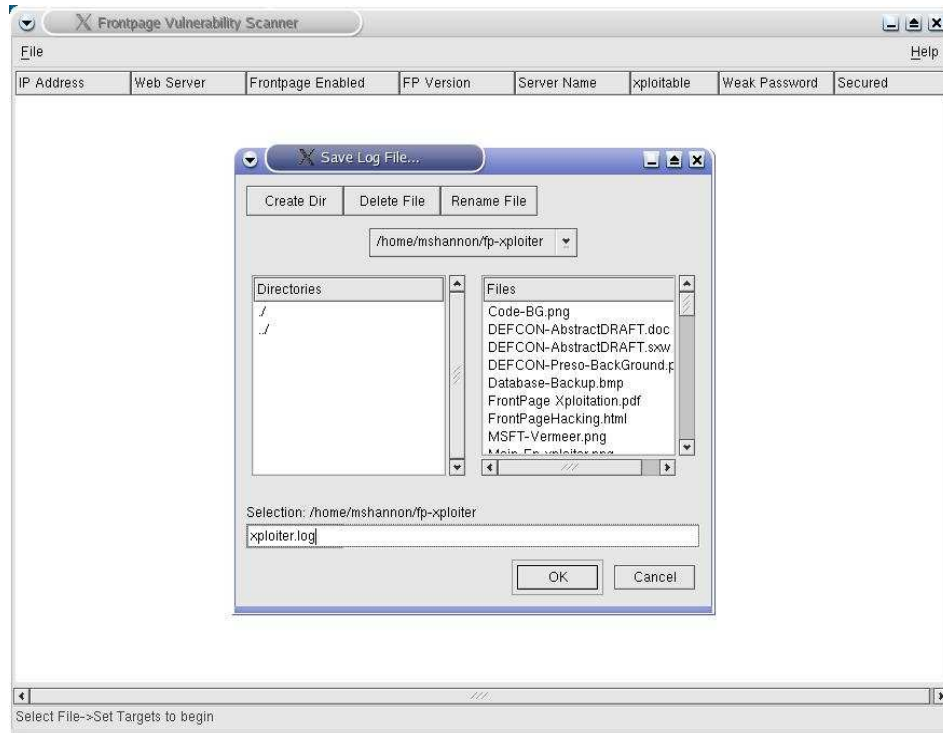 Frontpage Vulnerability Scanner
File Help
IP Address Web Server Frontpage Enabled FP Version Server Name xploitable Weak Password Secured
Save Log File...
Create Dir Delete File Rename File
/home/mshannon/fp-xploiter
Directories
./
../
Files
Code-BG.png
DEFCON-AbstractDRAFT.doc
DEFCON-AbstractDRAFT.sxw
DEFCON-Preso-BackGround.p
Database-Backup.bmp
FrontPage Xploitation.pdf
FrontPageHacking.html
MSFT-Vermeer.png
Selection: /home/mshannon/fp-xploiter
xploiter.log
OK Cancel
Select File->Set Targets to begin